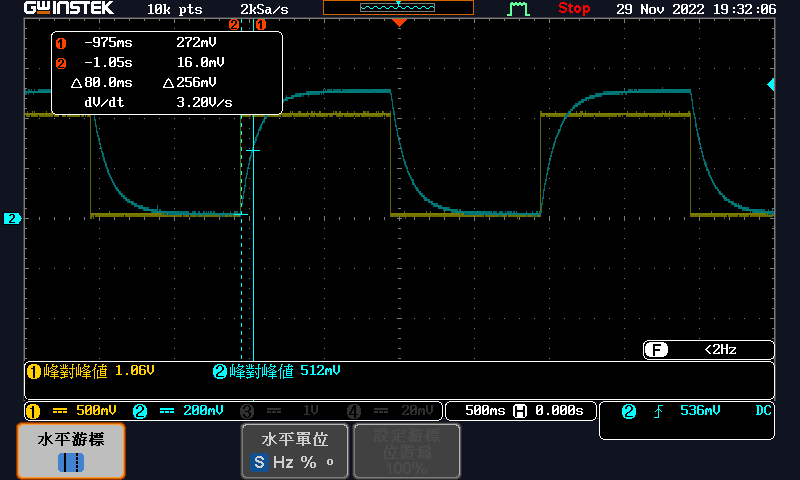 GWINSTEK 10k pts 2kSa/s Stop 29 Nov 2022 19:32:06
2 1
1 -975ms 272mV
2 -1.05s 16.0mV
△80.0ms △256mV
dV/dt 3.20V/s
2
F <2Hz
1 峰對峰值 1.06V 2 峰對峰值 512mV
1 500mV 2 200mV 3 1V 4 20mV 500ms H 0.000s 2 536mV DC
水平游標 水平單位 設定游標
S Hz % ° 位置為
100%